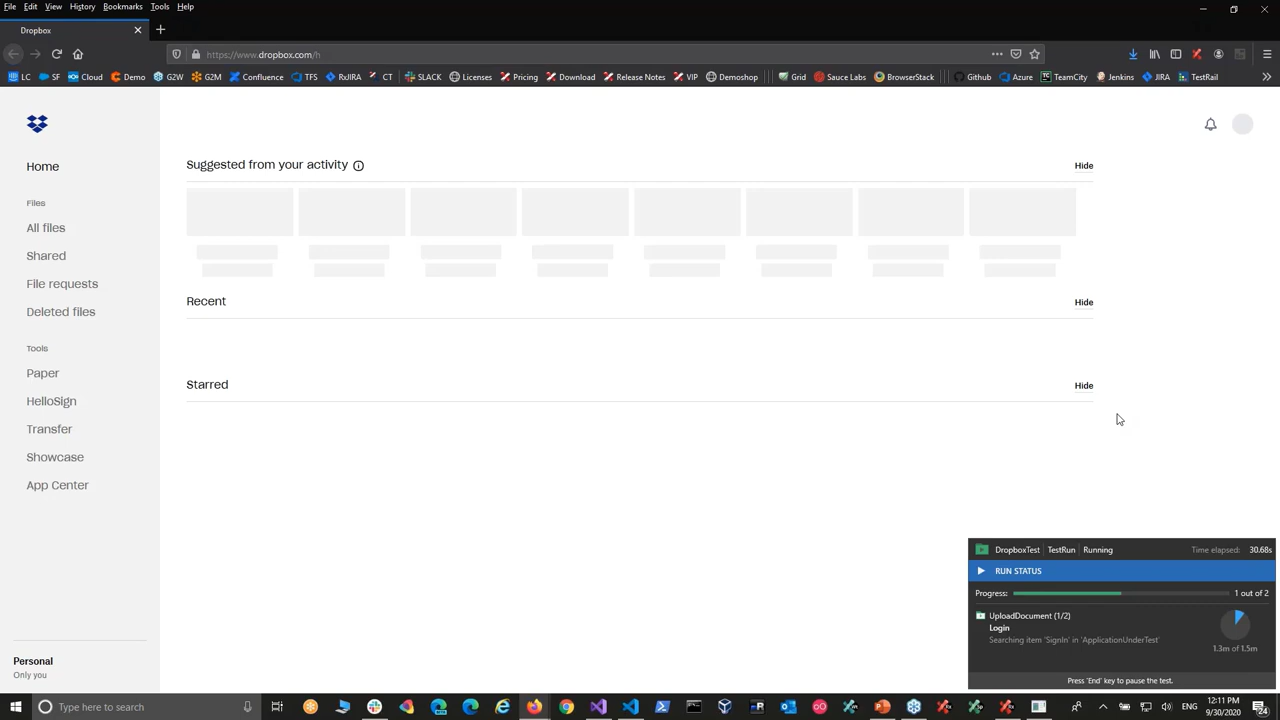 File Edit View History Bookmarks Tools Help
Dropbox
https://www.dropbox.com/h
LC SF Cloud Demo G2W G2M Confluence TFS RoIJIRA CT SLACK License Pricing Download Release Notes VIP Demoshop Grid Sauce Labs BrowserStack Github Azure TeamCity Jenkins JIRA TestRail
Home
Files
All files
Shared
File requests
Deleted files
Tools
Paper
HelloSign
Transfer
Showcase
App Center
Personal
Only you
Suggested from your activity
Hide
Recent
Hide
Starred
Hide
DropboxTest TestRun Running Time elapsed: 30.68s
RUN STATUS
Progress: 1 out of 2
UploadDocument (1/2)
Login
Searching item 'SignIn' in 'ApplicationUnderTest'
1.3m of 1.5m
Press 'End' key to pause the test.
Type here to search
ENG
12:11 PM
9/30/2020
24